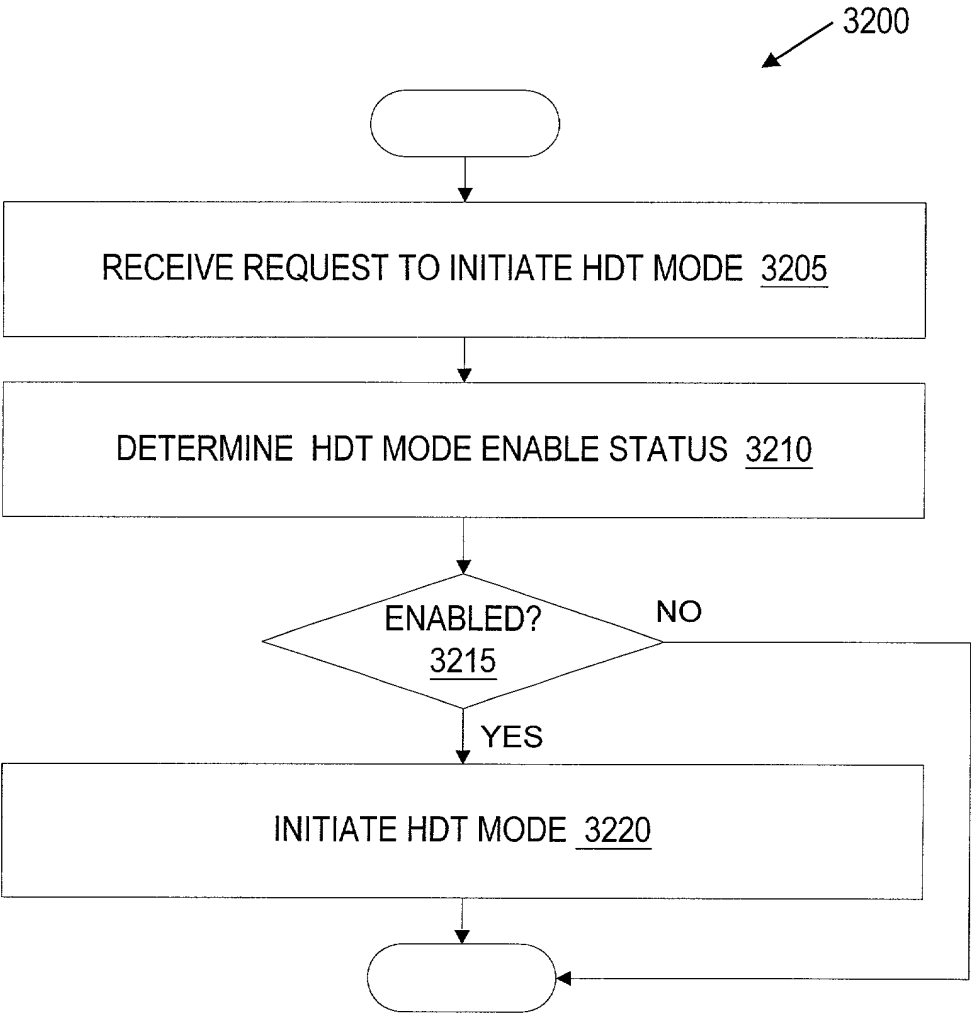 3200
RECEIVE REQUEST TO INITIATE HDT MODE 3205
DETERMINE HDT MODE ENABLE STATUS 3210
ENABLED?
3215
NO
YES
INITIATE HDT MODE 3220